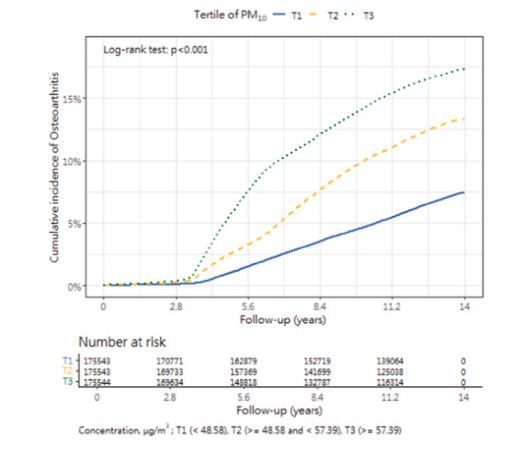 Tertile of PM10 T1 T2 T3
Log-rank test: p<0.001
Cumulative incidence of Osteoarthritis
15%
10%
5%
0%
0 2.8 5.6 8.4 11.2 14
Follow-up (years)
Number at risk
T1 175543 170771 162879 152719 139064 0
T2 175543 169733 157369 141699 125038 0
T3 175544 169634 148818 132787 116314 0
0 2.8 5.6 8.4 11.2 14
Follow-up (years)
Concentration, µg/m³ ; T1 (< 48.58), T2 (>= 48.58 and < 57.39), T3 (>= 57.39)